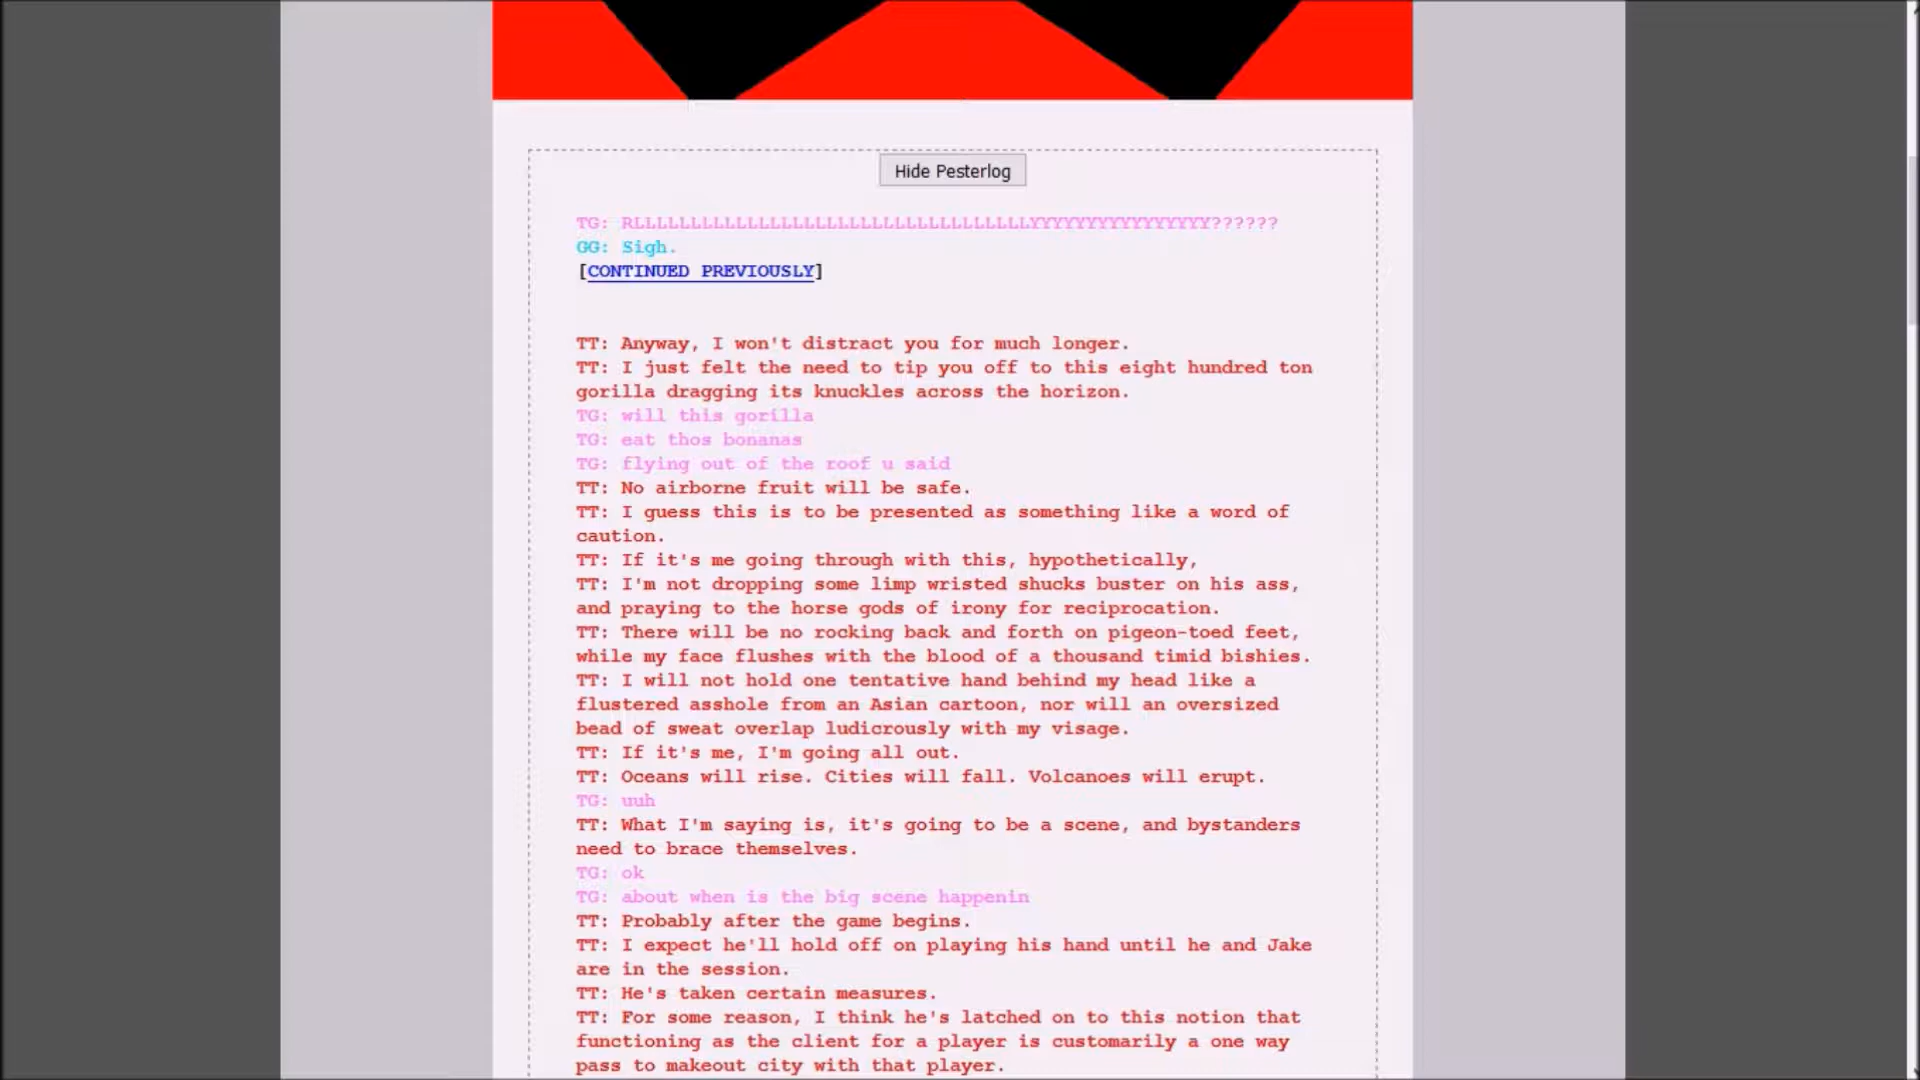 Hide Pesterlog
TG: RLLLLLLLLLLLLLLLLLLLLLLLLLLLLLLLLLLLYYYYYYYYYYYYYYYY??????
GG: Sigh.
[CONTINUED PREVIOUSLY]
TT: Anyway, I won't distract you for much longer.
TT: I just felt the need to tip you off to this eight hundred ton
gorilla dragging its knuckles across the horizon.
TG: will this gorilla
TG: eat thos bonanas
TG: flying out of the roof u said
TT: No airborne fruit will be safe.
TT: I guess this is to be presented as something like a word of
caution.
TT: If it's me going through with this, hypothetically,
TT: I'm not dropping some limp wristed shucks buster on his ass,
and praying to the horse gods of irony for reciprocation.
TT: There will be no rocking back and forth on pigeon-toed feet,
while my face flushes with the blood of a thousand timid bishies.
TT: I will not hold one tentative hand behind my head like a
flustered asshole from an Asian cartoon, nor will an oversized
bead of sweat overlap ludicrously with my visage.
TT: If it's me, I'm going all out.
TT: Oceans will rise. Cities will fall. Volcanoes will erupt.
TG: uuh
TT: What I'm saying is, it's going to be a scene, and bystanders
need to brace themselves.
TG: ok
TG: about when is the big scene happenin
TT: Probably after the game begins.
TT: I expect he'll hold off on playing his hand until he and Jake
are in the session.
TT: He's taken certain measures.
TT: For some reason, I think he's latched on to this notion that
functioning as the client for a player is customarily a one way
pass to makeout city with that player.